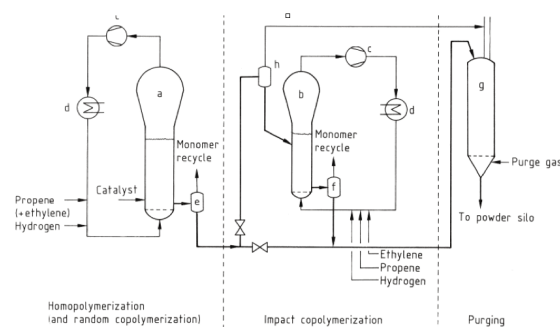 c
a
d
Monomer
recycle
Catalyst
Propene
(+ethylene)
Hydrogen
e
h
c
b
d
Monomer
recycle
f
Ethylene
Propene
Hydrogen
g
Purge gas
To powder silo
Homopolymerization
(and random copolymerization)
Impact copolymerization
Purging